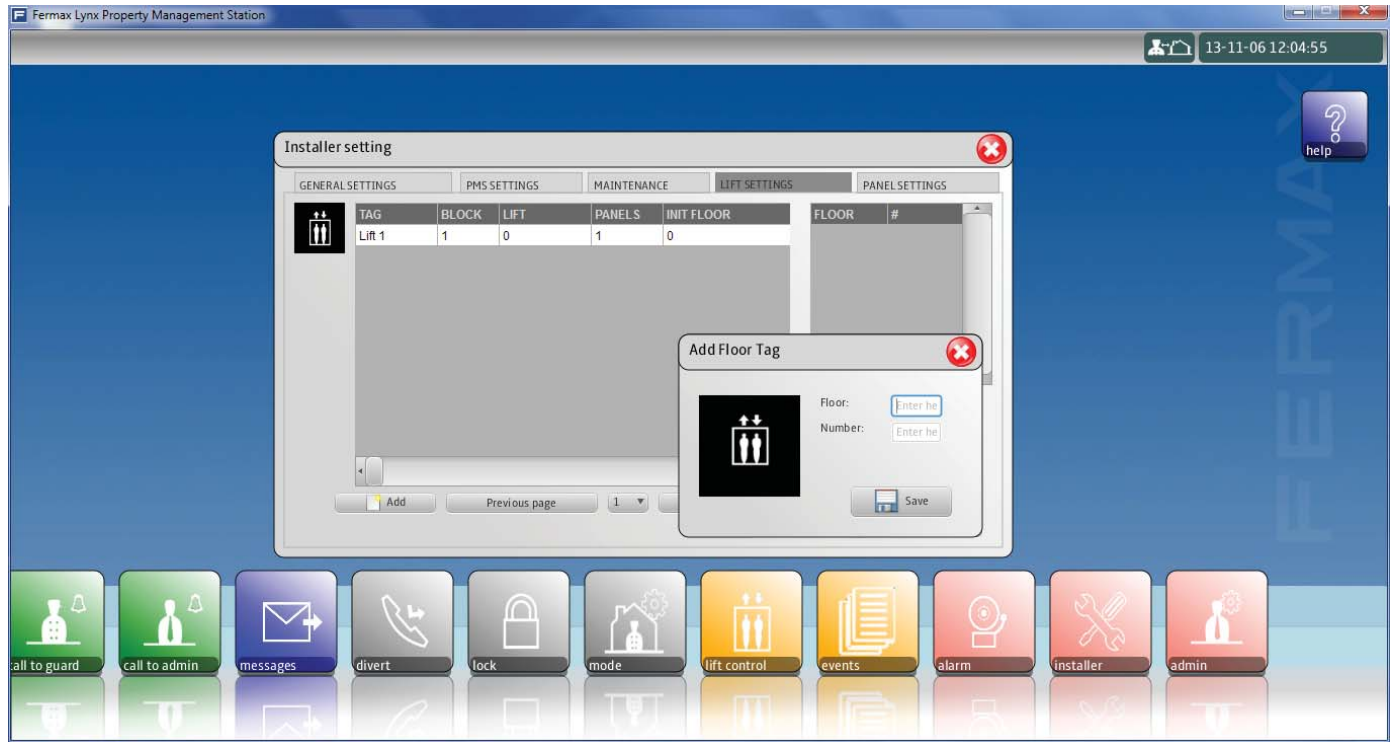 Fermax Lynx Property Management Station
13-11-06 12:04:55
help
FERMAX
Installer setting
GENERAL SETTINGS PMS SETTINGS MAINTENANCE LIFT SETTINGS PANEL SETTINGS
TAG BLOCK LIFT PANELS INIT FLOOR FLOOR #
Lift 1 1 0 1 0
Add Floor Tag
Floor: Enter he
Number: Enter he
Save
Add Previous page 1
all to guard call to admin messages divert lock mode lift control events alarm installer admin